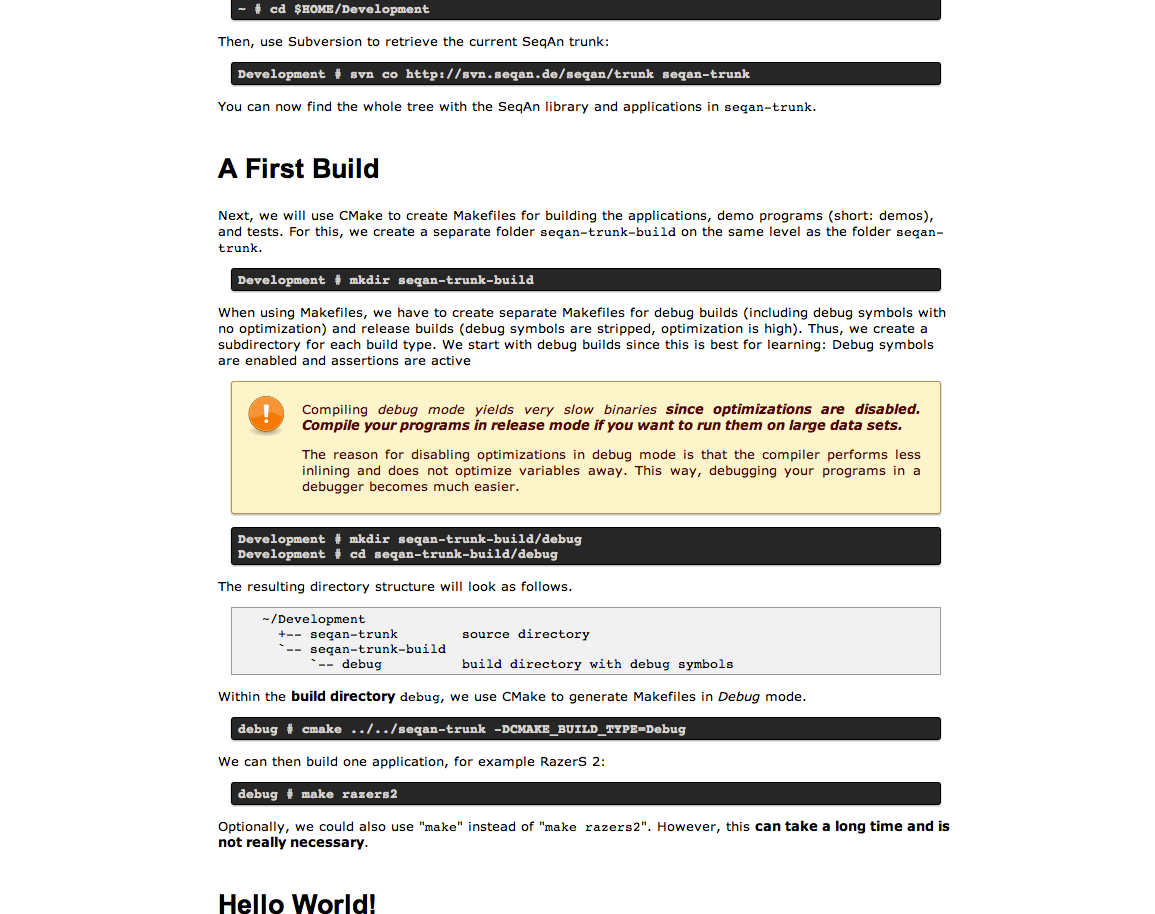 ~ # cd $HOME/Development
Then, use Subversion to retrieve the current SeqAn trunk:
Development # svn co http://svn.seqan.de/seqan/trunk seqan-trunk
You can now find the whole tree with the SeqAn library and applications in seqan-trunk.
A First Build
Next, we will use CMake to create Makefiles for building the applications, demo programs (short: demos),
and tests. For this, we create a separate folder seqan-trunk-build on the same level as the folder seqan-
trunk.
Development # mkdir seqan-trunk-build
When using Makefiles, we have to create separate Makefiles for debug builds (including debug symbols with
no optimization) and release builds (debug symbols are stripped, optimization is high). Thus, we create a
subdirectory for each build type. We start with debug builds since this is best for learning: Debug symbols
are enabled and assertions are active
Compiling debug mode yields very slow binaries since optimizations are disabled.
Compile your programs in release mode if you want to run them on large data sets.
The reason for disabling optimizations in debug mode is that the compiler performs less
inlining and does not optimize variables away. This way, debugging your programs in a
debugger becomes much easier.
Development # mkdir seqan-trunk-build/debug
Development # cd seqan-trunk-build/debug
The resulting directory structure will look as follows.
~/Development
+-- seqan-trunk        source directory
`-- seqan-trunk-build
`-- debug          build directory with debug symbols
Within the build directory debug, we use CMake to generate Makefiles in Debug mode.
debug # cmake ../../seqan-trunk -DCMAKE_BUILD_TYPE=Debug
We can then build one application, for example RazerS 2:
debug # make razers2
Optionally, we could also use "make" instead of "make razers2". However, this can take a long time and is
not really necessary.
Hello World!